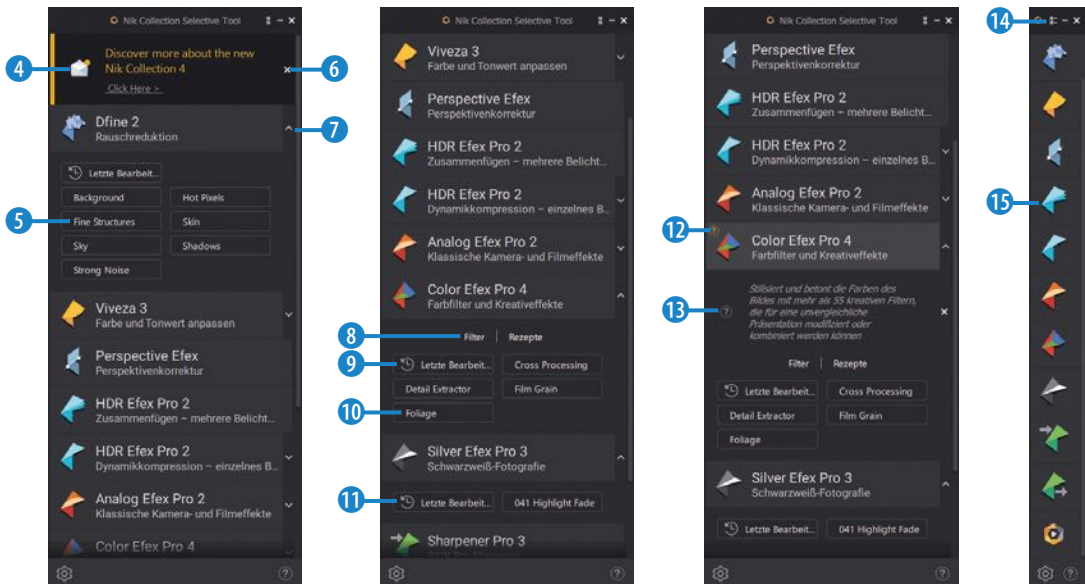 Nik Collection Selective Tool
4
Discover more about the new
Nik Collection 4
Click Here >
6
Dfine 2
Rauschreduktion
7
Letzte Bearbeit...
Background
Hot Pixels
5
Fine Structures
Skin
Sky
Shadows
Strong Noise
Viveza 3
Farbe und Tonwert anpassen
Perspective Efex
Perspektivenkorrektur
HDR Efex Pro 2
Zusammenfügen – mehrere Belicht...
HDR Efex Pro 2
Dynamikkompression – einzelnes B...
Analog Efex Pro 2
Klassische Kamera- und Filmeffekte
Color Efex Pro 4
Nik Collection Selective Tool
Viveza 3
Farbe und Tonwert anpassen
Perspective Efex
Perspektivenkorrektur
HDR Efex Pro 2
Zusammenfügen – mehrere Belicht...
HDR Efex Pro 2
Dynamikkompression – einzelnes B...
Analog Efex Pro 2
Klassische Kamera- und Filmeffekte
Color Efex Pro 4
Farbfilter und Kreativeffekte
8
Filter | Rezepte
9
Letzte Bearbeit...
Cross Processing
Detail Extractor
Film Grain
10
Foliage
Silver Efex Pro 3
Schwarzweiß-Fotografie
11
Letzte Bearbeit...
041 Highlight Fade
Sharpener Pro 3
Nik Collection Selective Tool
Perspective Efex
Perspektivenkorrektur
HDR Efex Pro 2
Zusammenfügen – mehrere Belicht...
HDR Efex Pro 2
Dynamikkompression – einzelnes B...
Analog Efex Pro 2
Klassische Kamera- und Filmeffekte
12
Color Efex Pro 4
Farbfilter und Kreativeffekte
13
Stilisiert und betont die Farben des
Bildes mit mehr als 55 kreativen Filtern,
die für eine unvergleichliche
Präsentation modifiziert oder
kombiniert werden können
Filter | Rezepte
Letzte Bearbeit...
Cross Processing
Detail Extractor
Film Grain
Foliage
Silver Efex Pro 3
Schwarzweiß-Fotografie
Letzte Bearbeit...
041 Highlight Fade
14
15